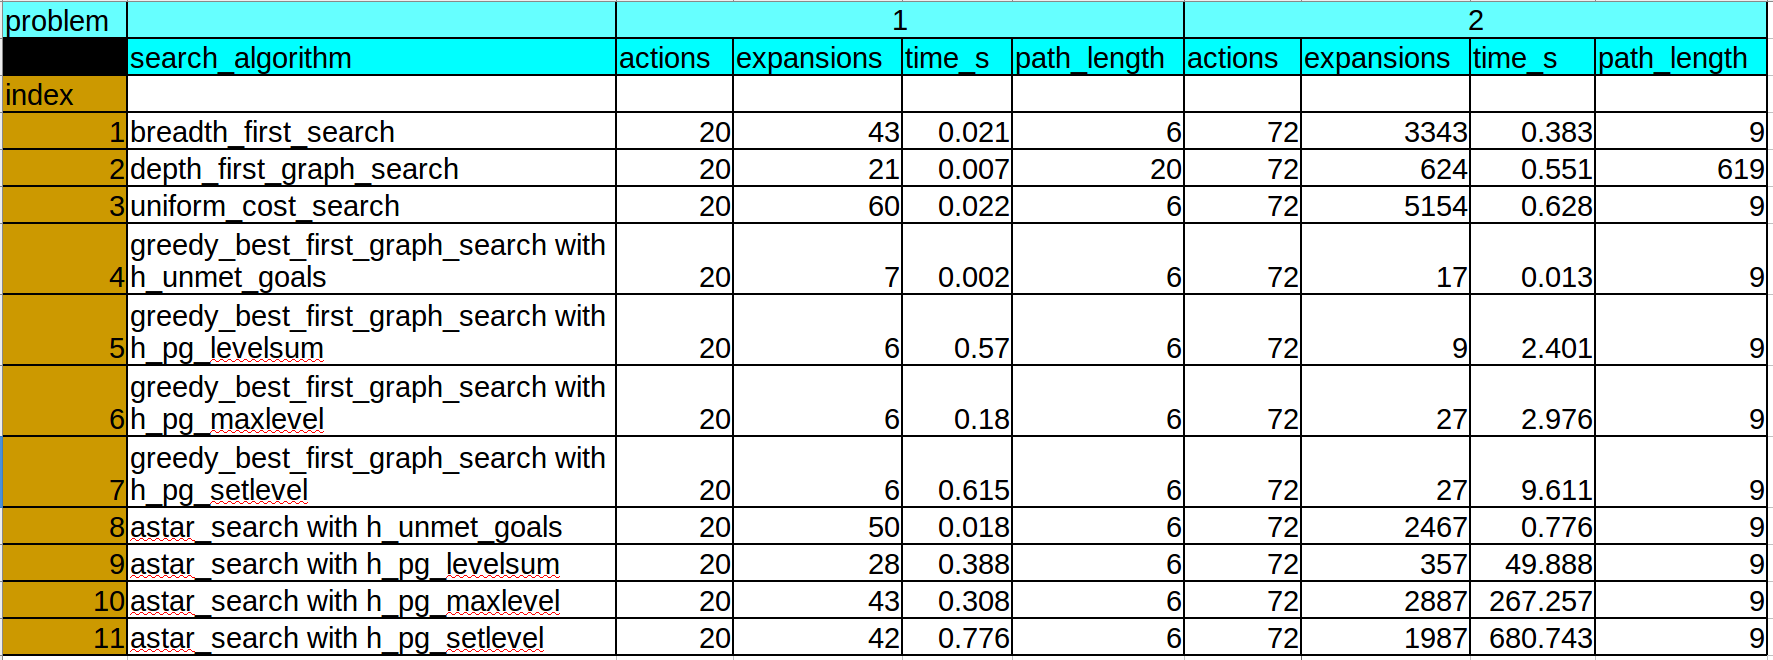 problem 1 2
search_algorithm actions expansions time_s path_length actions expansions time_s path_length
index
1 breadth_first_search 20 43 0.021 6 72 3343 0.383 9
2 depth_first_graph_search 20 21 0.007 20 72 624 0.551 619
3 uniform_cost_search 20 60 0.022 6 72 5154 0.628 9
greedy_best_first_graph_search with
4 h_unmet_goals 20 7 0.002 6 72 17 0.013 9
greedy_best_first_graph_search with
5 h_pg_levelsum 20 6 0.57 6 72 9 2.401 9
greedy_best_first_graph_search with
6 h_pg_maxlevel 20 6 0.18 6 72 27 2.976 9
greedy_best_first_graph_search with
7 h_pg_setlevel 20 6 0.615 6 72 27 9.611 9
8 astar_search with h_unmet_goals 20 50 0.018 6 72 2467 0.776 9
9 astar_search with h_pg_levelsum 20 28 0.388 6 72 357 49.888 9
10 astar_search with h_pg_maxlevel 20 43 0.308 6 72 2887 267.257 9
11 astar_search with h_pg_setlevel 20 42 0.776 6 72 1987 680.743 9